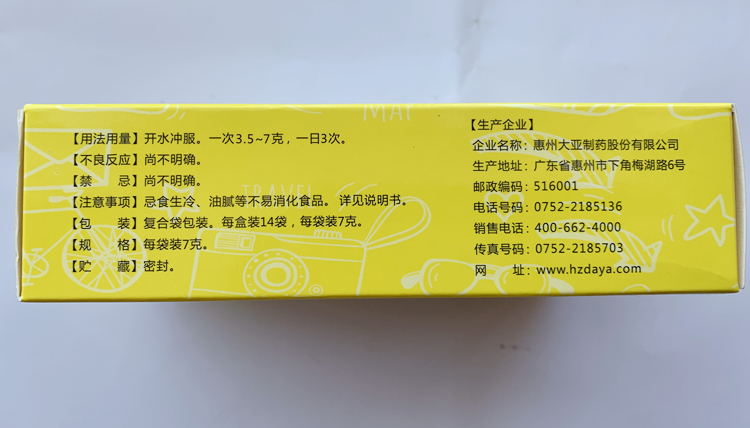 MAP
TRAVEL
【用法用量】开水冲服。一次3.5~7克，一日3次。
【不良反应】尚不明确。
【禁 忌】尚不明确。
【注意事项】忌食生冷、油腻等不易消化食品。 详见说明书。
【包 装】复合袋包装。每盒装14袋，每袋装7克。
【规 格】每袋装7克。
【贮 藏】密封。
【生产企业】
企业名称：惠州大亚制药股份有限公司
生产地址：广东省惠州市下角梅湖路6号
邮政编码：516001
电话号码：0752-2185136
销售电话：400-662-4000
传真号码：0752-2185703
网 址：www.hzdaya.com